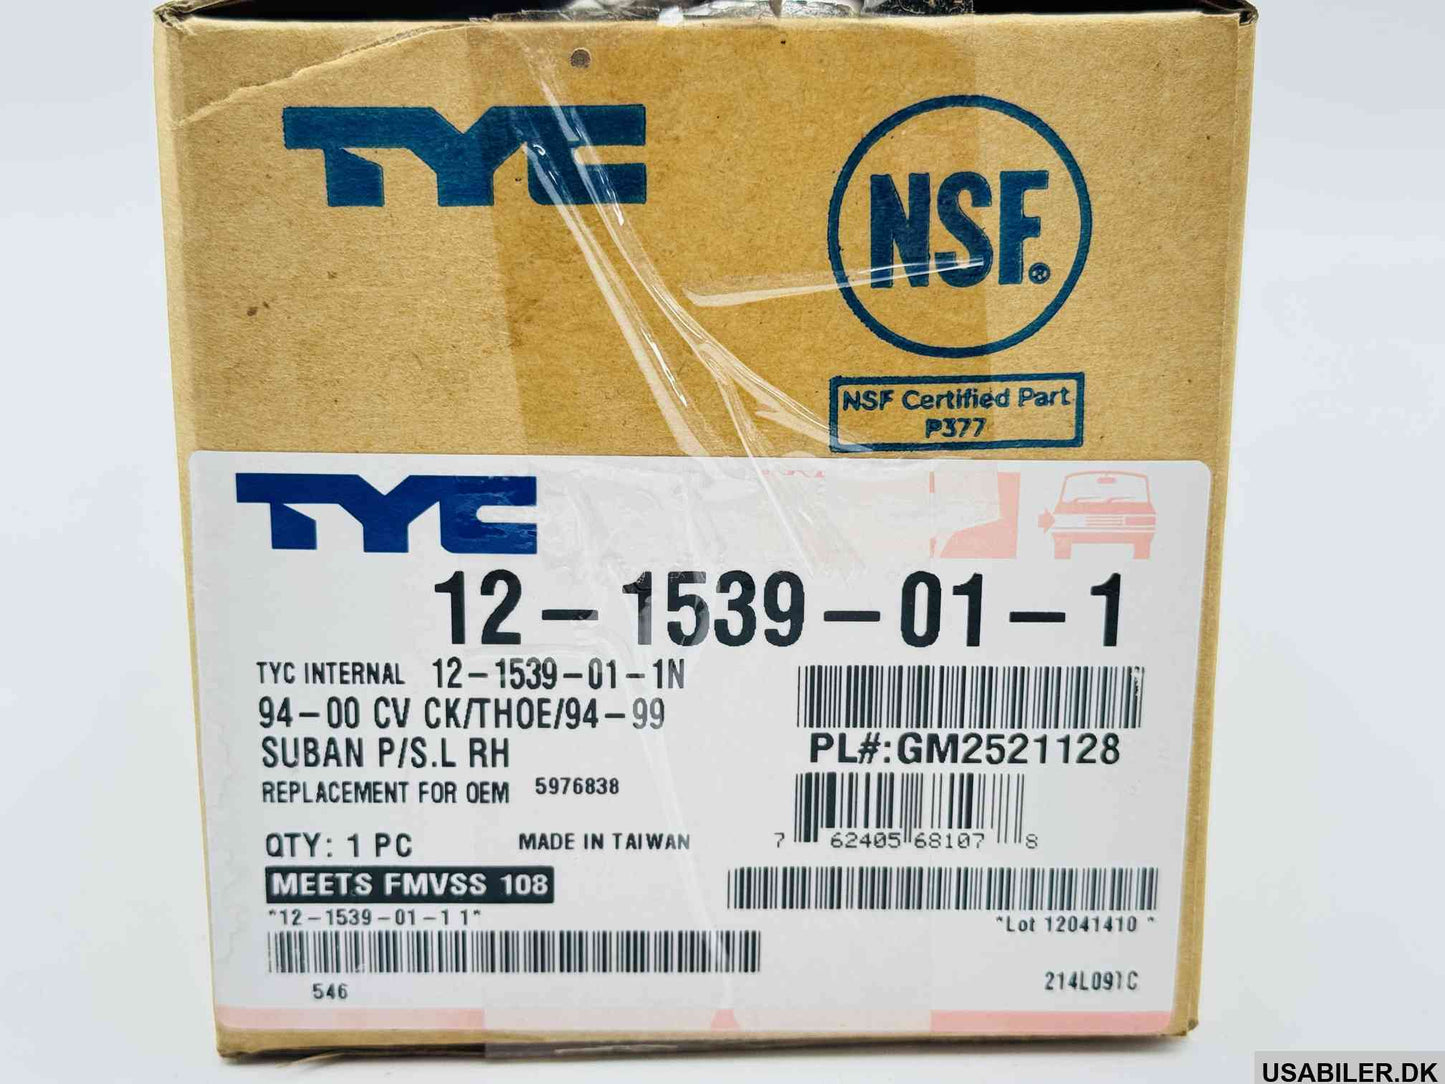 TYC
NSF®
NSF Certified Part
P377
TYC
12-1539-01-1
TYC INTERNAL 12-1539-01-1N
94-00 CV CK/THOE/94-99
SUBAN P/S.L RH
REPLACEMENT FOR OEM 5976838
PL#:GM2521128
7 62405 68107 8
QTY: 1 PC MADE IN TAIWAN
MEETS FMVSS 108
"12-1539-01-1 1"
"Lot 12041410 "
546
214L091C
USABILER.DK